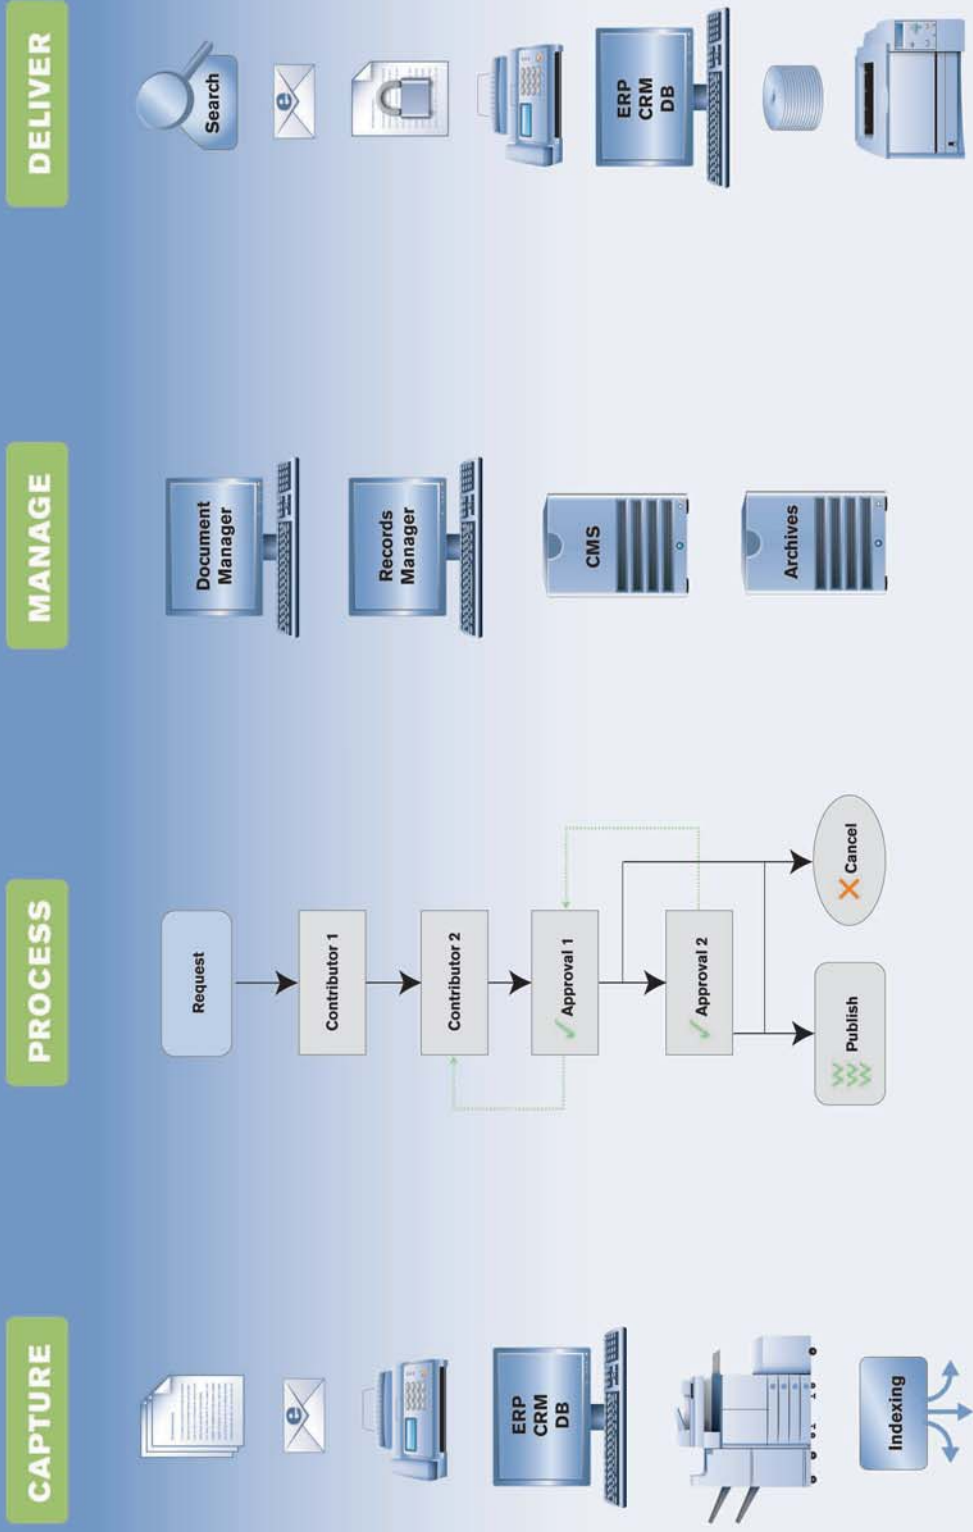 CAPTURE
PROCESS
MANAGE
DELIVER
e
ERP
CRM
DB
Indexing
Request
Contributor 1
Contributor 2
Approval 1
Approval 2
Publish
Cancel
Document
Manager
Records
Manager
CMS
Archives
Search
e
ERP
CRM
DB